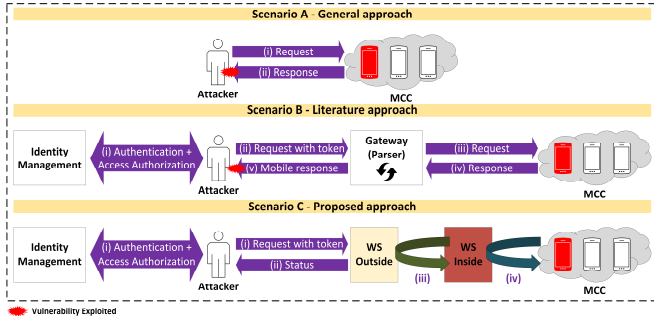 Scenario A - General approach
(i) Request
(ii) Response
Attacker
MCC
Scenario B - Literature approach
Identity
Management
(i) Authentication +
Access Authorization
Attacker
(ii) Request with token
(v) Mobile response
Gateway
(Parser)
(iii) Request
(iv) Response
MCC
Scenario C - Proposed approach
Identity
Management
(i) Authentication +
Access Authorization
Attacker
(i) Request with token
(ii) Status
WS
Outside
(iii)
WS
Inside
(iv)
MCC
Vulnerability Exploited